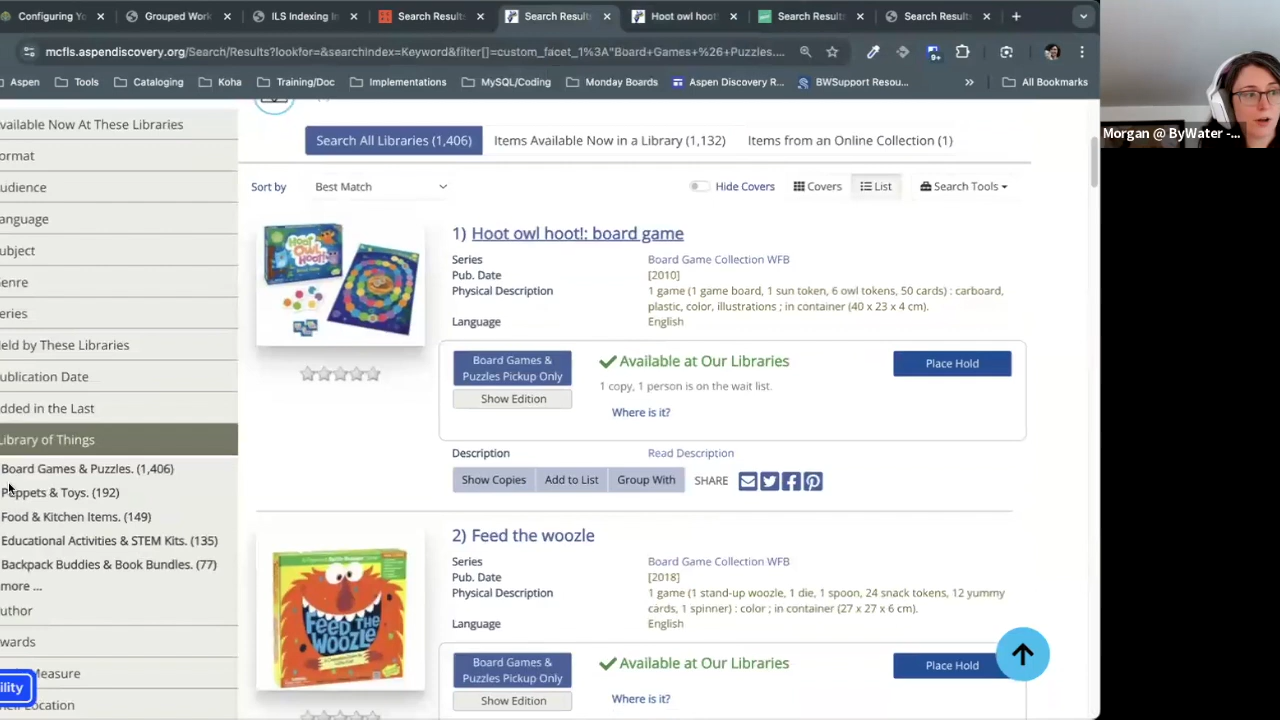 Configuring Yo
Grouped Work
ILS Indexing In
Search Results
Search Results
Hoot owl hoot!
Search Results
Search Results
mcfls.aspendiscovery.org/Search/Results?lookfor=&searchindex=Keyword&filter[]=custom_facet_1%3A"Board+Games+%26+Puzzles....
9+
Aspen
Tools
Cataloging
Koha
Training/Doc
Implementations
MySQL/Coding
Monday Boards
Aspen Discovery R...
BWSupport Resou...
»
All Bookmarks
Morgan @ ByWater -...
vailable Now At These Libraries
ormat
udience
anguage
ubject
enre
eries
eld by These Libraries
ublication Date
dded in the Last
ibrary of Things
Board Games & Puzzles. (1,406)
Puppets & Toys. (192)
Food & Kitchen Items. (149)
Educational Activities & STEM Kits. (135)
Backpack Buddies & Book Bundles. (77)
more ...
uthor
wards
Measure
ility
Location
Search All Libraries (1,406)
Items Available Now in a Library (1,132)
Items from an Online Collection (1)
Sort by
Best Match
Hide Covers
Covers
List
Search Tools
1) Hoot owl hoot!: board game
Series
Board Game Collection WFB
Pub. Date
[2010]
Physical Description
1 game (1 game board, 1 sun token, 6 owl tokens, 50 cards) : carboard,
plastic, color, illustrations ; in container (40 x 23 x 4 cm).
Language
English
Board Games &
Puzzles Pickup Only
Show Edition
Available at Our Libraries
1 copy, 1 person is on the wait list.
Where is it?
Place Hold
Description
Read Description
Show Copies
Add to List
Group With
SHARE
2) Feed the woozle
Series
Board Game Collection WFB
Pub. Date
[2018]
Physical Description
1 game (1 stand-up woozle, 1 die, 1 spoon, 24 snack tokens, 12 yummy
cards, 1 spinner) : color ; in container (27 x 27 x 6 cm).
Language
English
FEED THE
WOOZLE
Board Games &
Puzzles Pickup Only
Show Edition
Available at Our Libraries
Where is it?
Place Hold